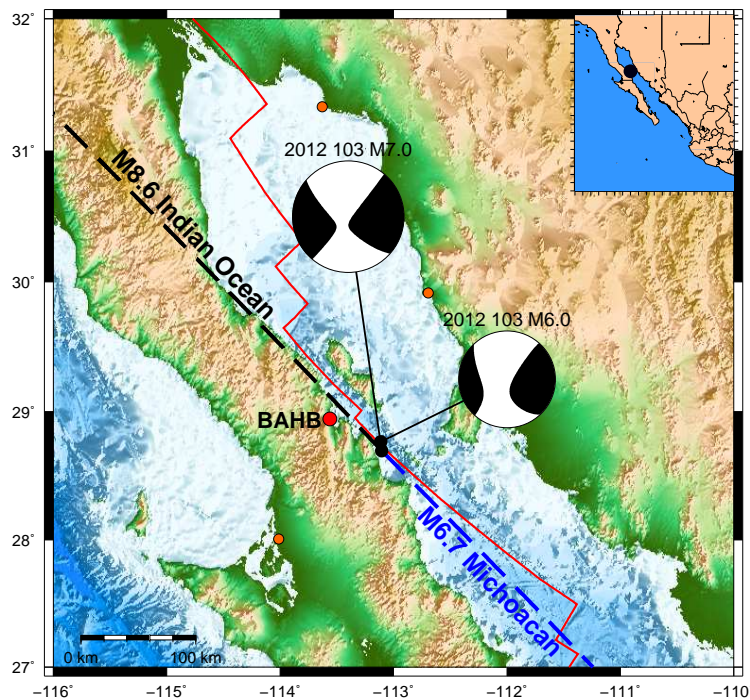 32°
31°
30°
29°
28°
27°
2012 103 M7.0
M8.6 Indian Ocean
2012 103 M6.0
BAHB
M6.7 Michoacan
0 km
100 km
−116°
−115°
−114°
−113°
−112°
−111°
−110°